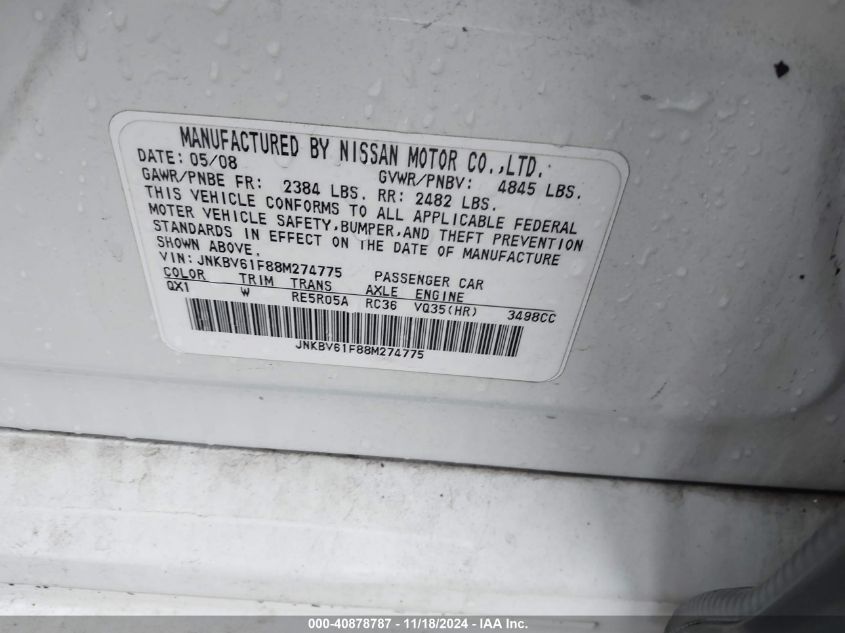 MANUFACTURED BY NISSAN MOTOR CO.,LTD.
DATE: 05/08 GVWR/PNBV: 4845 LBS.
GAWR/PNBE FR: 2384 LBS. RR: 2482 LBS.
THIS VEHICLE CONFORMS TO ALL APPLICABLE FEDERAL
MOTOR VEHICLE SAFETY,BUMPER,AND THEFT PREVENTION
STANDARDS IN EFFECT ON THE DATE OF MANUFACTURE
SHOWN ABOVE.
VIN: JNKBV61F88M274775 PASSENGER CAR
COLOR TRIM TRANS AXLE ENGINE
QX1 W RE5R05A RC36 VQ35(HR) 3498CC
JNKBV61F88M274775
000-40878787 - 11/18/2024 - IAA Inc.